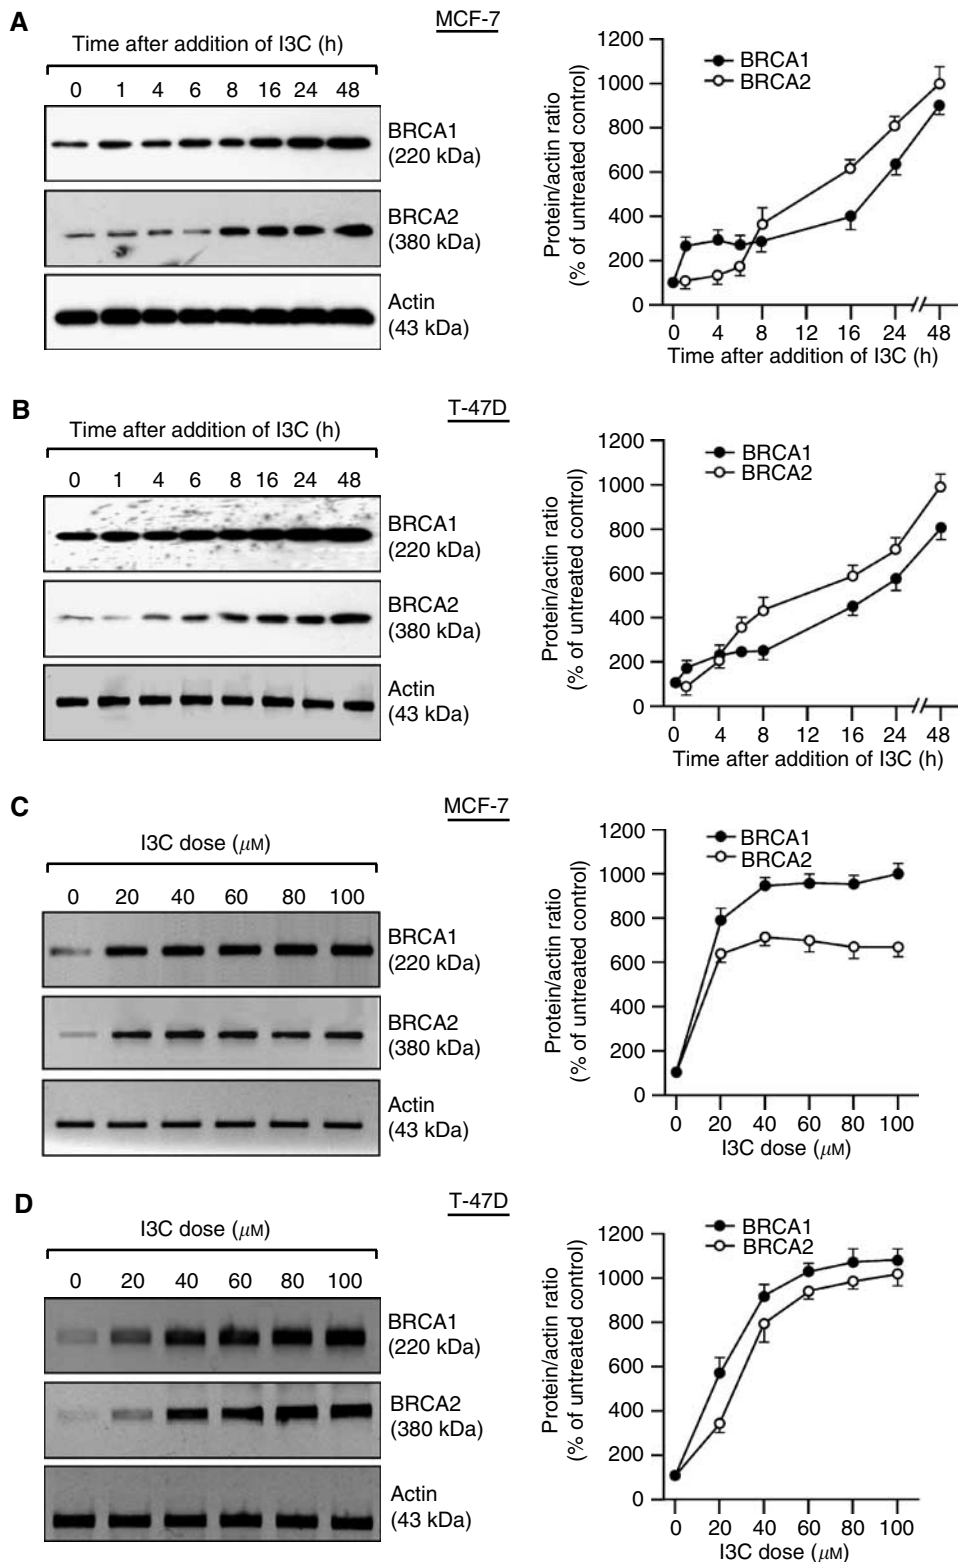 A
MCF-7
Time after addition of I3C (h)
0 1 4 6 8 16 24 48
BRCA1
(220 kDa)
BRCA2
(380 kDa)
Actin
(43 kDa)
Protein/actin ratio
(% of untreated control)
1200
1000
800
600
400
200
0
BRCA1
BRCA2
0 4 8 12 16 24 48
Time after addition of I3C (h)
B
T-47D
Time after addition of I3C (h)
0 1 4 6 8 16 24 48
BRCA1
(220 kDa)
BRCA2
(380 kDa)
Actin
(43 kDa)
Protein/actin ratio
(% of untreated control)
1200
1000
800
600
400
200
0
BRCA1
BRCA2
0 4 8 12 16 24 48
Time after addition of I3C (h)
C
MCF-7
I3C dose (μM)
0 20 40 60 80 100
BRCA1
(220 kDa)
BRCA2
(380 kDa)
Actin
(43 kDa)
Protein/actin ratio
(% of untreated control)
1200
1000
800
600
400
200
0
BRCA1
BRCA2
0 20 40 60 80 100
I3C dose (μM)
D
T-47D
I3C dose (μM)
0 20 40 60 80 100
BRCA1
(220 kDa)
BRCA2
(380 kDa)
Actin
(43 kDa)
Protein/actin ratio
(% of untreated control)
1200
1000
800
600
400
200
0
BRCA1
BRCA2
0 20 40 60 80 100
I3C dose (μM)